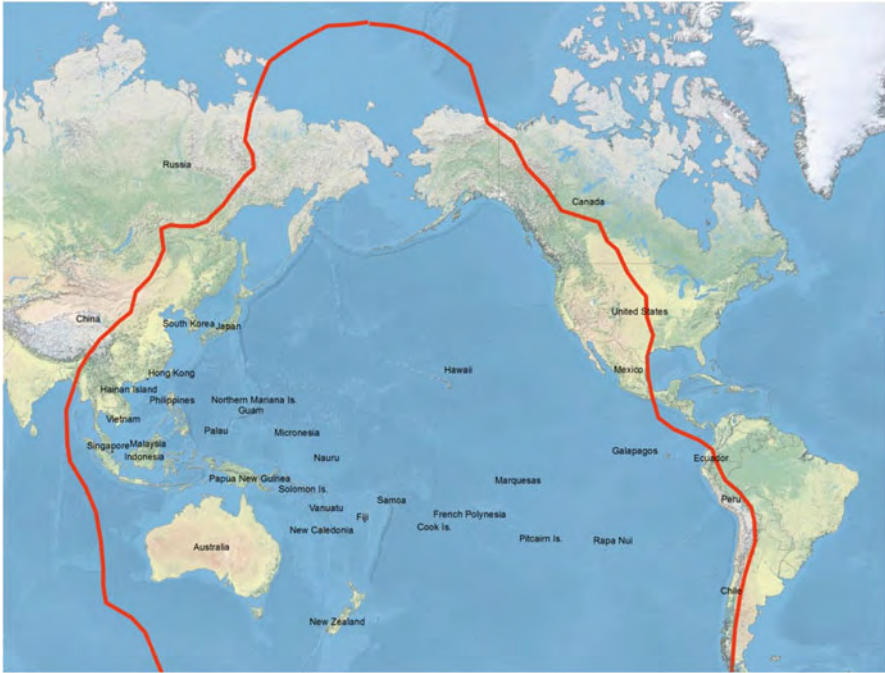 Russia
Canada
United States
China
South Korea
Japan
Hawaii
Mexico
Hong Kong
Hainan Island
Philippines
Northern Mariana Is.
Guam
Vietnam
Palau
Micronesia
Singapore
Malaysia
Indonesia
Nauru
Galapagos
Ecuador
Papua New Guinea
Solomon Is.
Marquesas
Peru
Samoa
Vanuatu
Fiji
French Polynesia
New Caledonia
Cook Is.
Pitcairn Is.
Rapa Nui
Australia
Chile
New Zealand